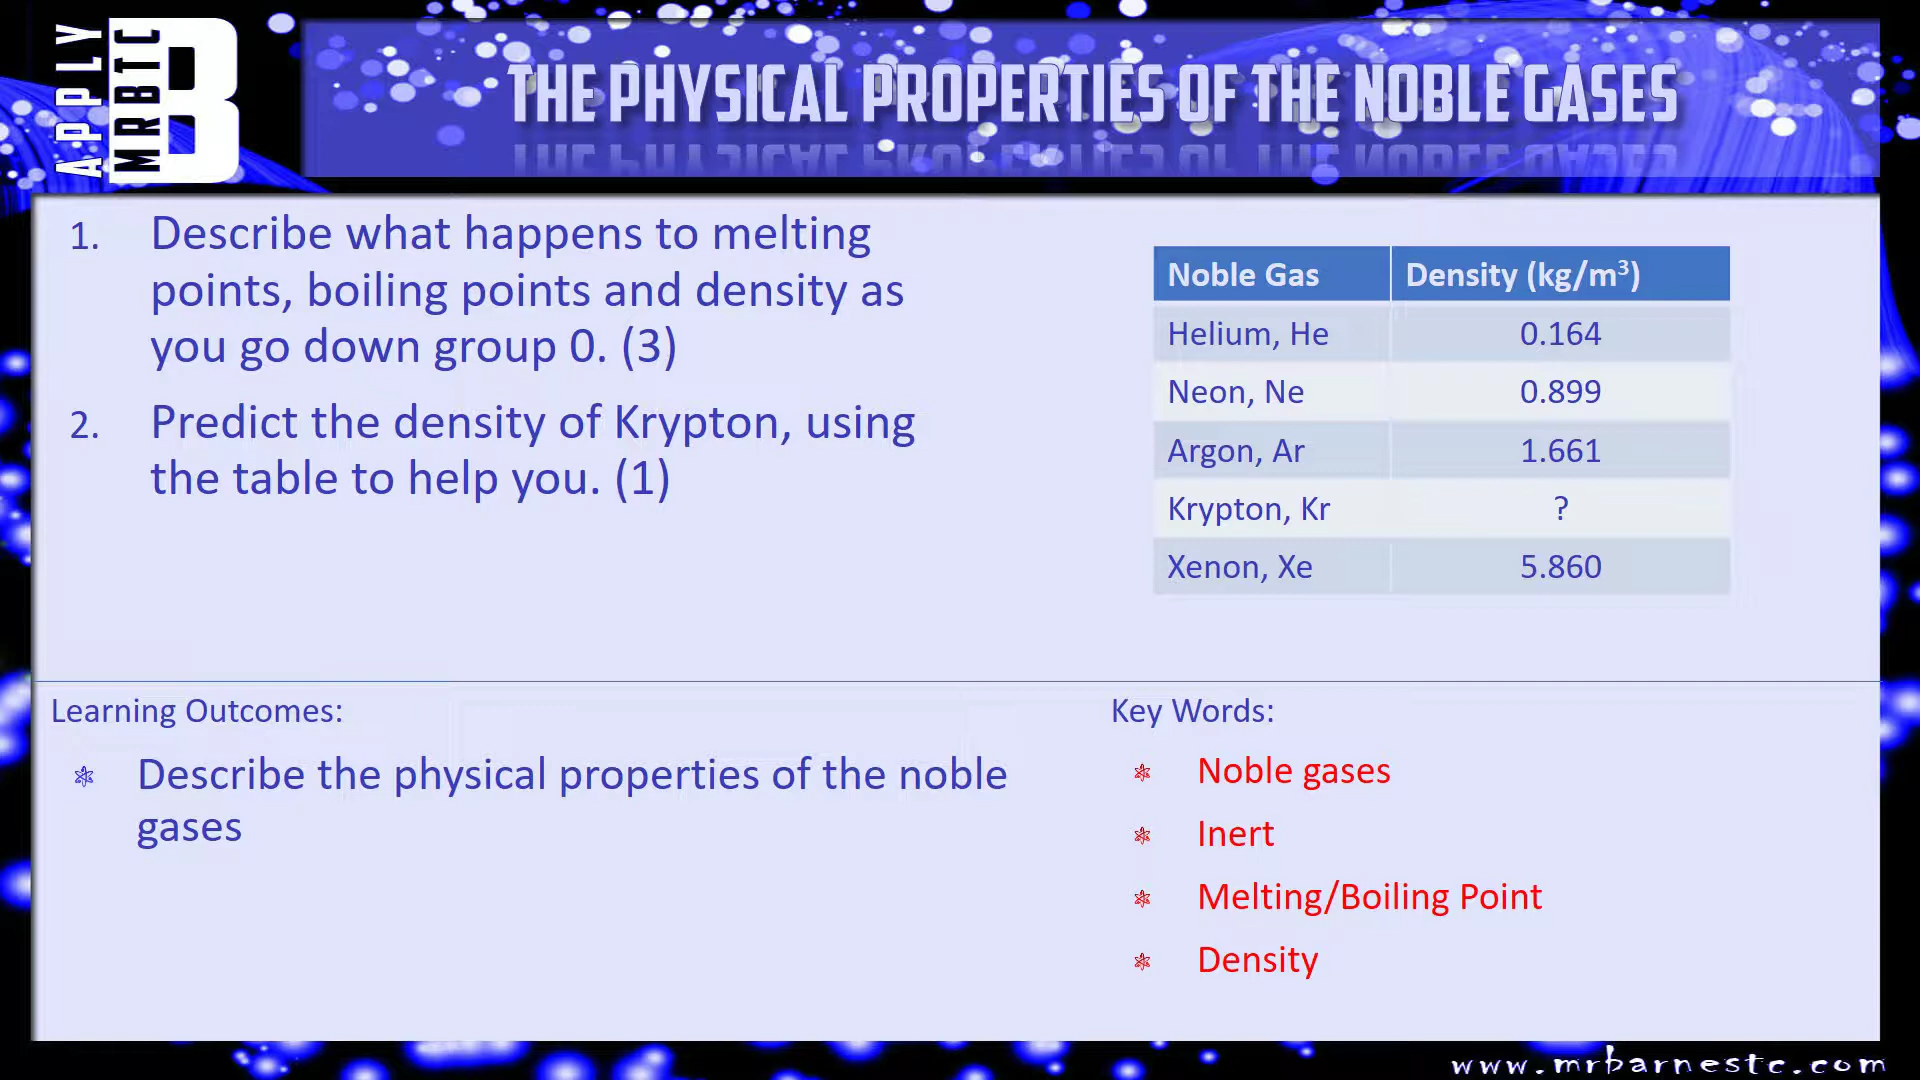 APPLY
MRBTC
B
THE PHYSICAL PROPERTIES OF THE NOBLE GASES
1. Describe what happens to melting
points, boiling points and density as
you go down group 0. (3)
2. Predict the density of Krypton, using
the table to help you. (1)
Noble Gas Density (kg/m³)
Helium, He 0.164
Neon, Ne 0.899
Argon, Ar 1.661
Krypton, Kr ?
Xenon, Xe 5.860
Learning Outcomes:
Describe the physical properties of the noble
gases
Key Words:
Noble gases
Inert
Melting/Boiling Point
Density
www.mrbarnestc.com